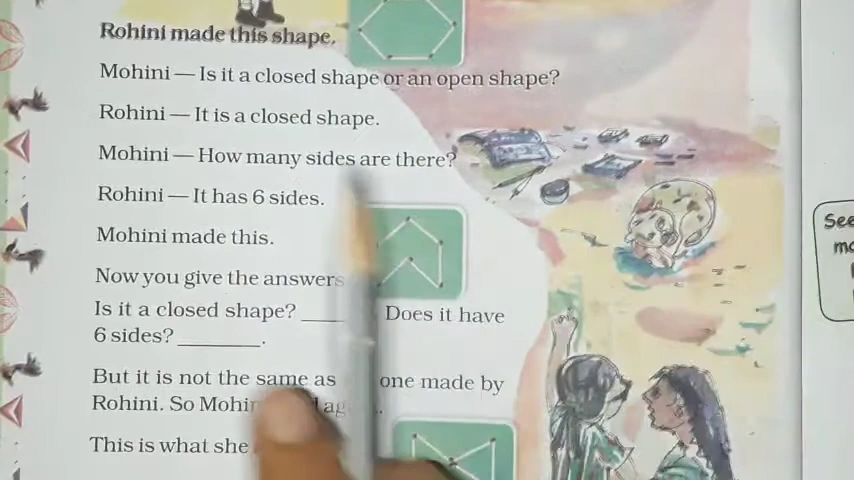 Rohini made this shape.
Mohini — Is it a closed shape or an open shape?
Rohini — It is a closed shape.
Mohini — How many sides are there?
Rohini — It has 6 sides.
Mohini made this.
Now you give the answers
Is it a closed shape? ____ Does it have
6 sides? ________.
But it is not the same as one made by
Rohini. So
This is what she
See